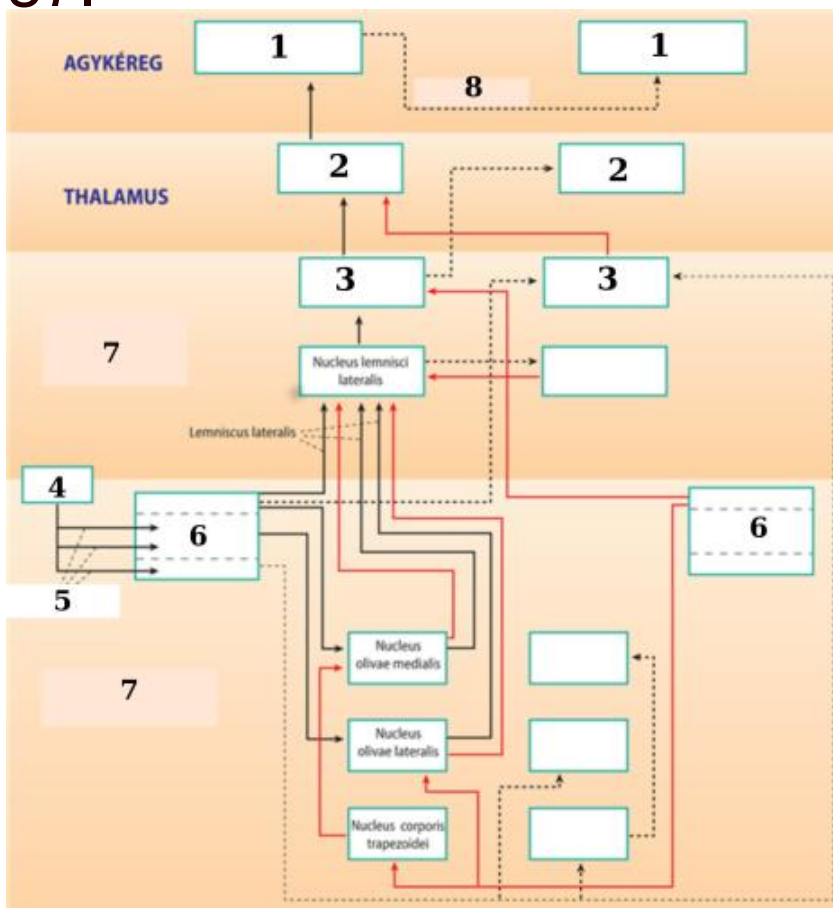 1
1
AGYKÉREG
8
2
2
THALAMUS
3
3
7
Nucleus lemnisci
lateralis
Lemniscus lateralis
4
6
6
5
Nucleus
olivae medialis
7
Nucleus
olivae lateralis
Nucleus corporis
trapezoidei